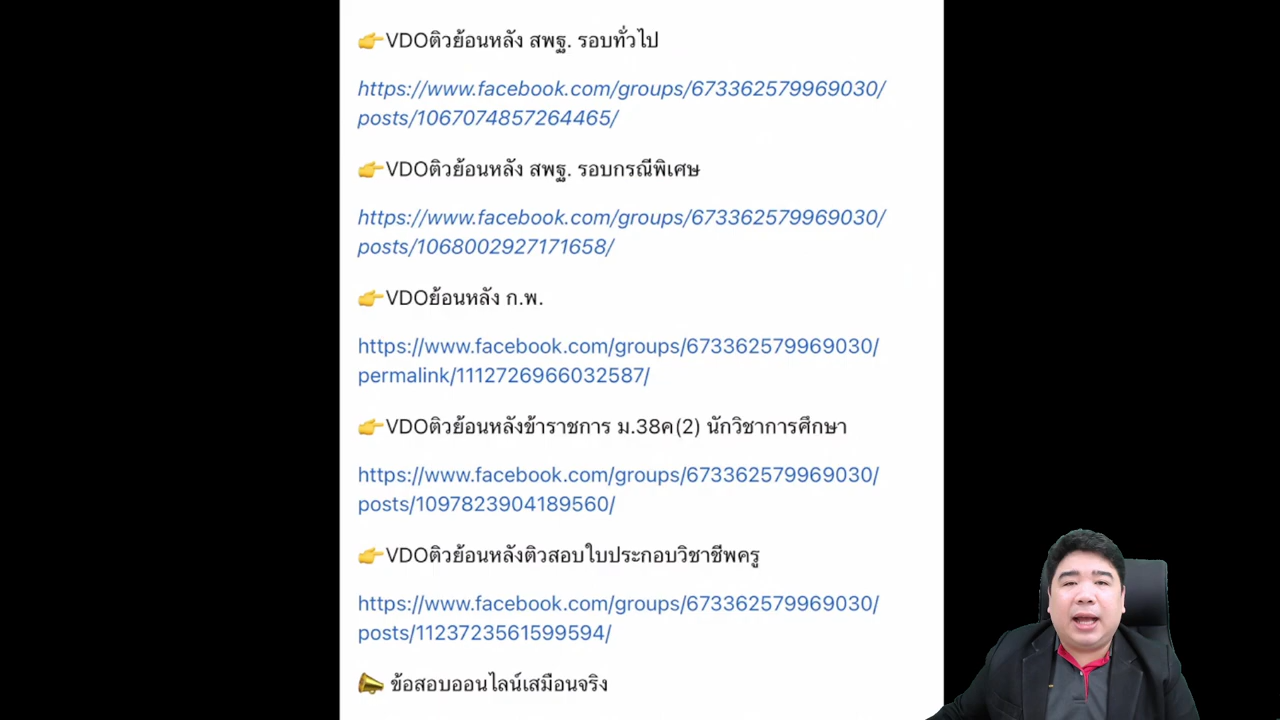 👉VDOติวย้อนหลัง สพฐ. รอบทั่วไป
https://www.facebook.com/groups/673362579969030/
posts/1067074857264465/
👉VDOติวย้อนหลัง สพฐ. รอบกรณีพิเศษ
https://www.facebook.com/groups/673362579969030/
posts/1068002927171658/
👉VDOย้อนหลัง ก.พ.
https://www.facebook.com/groups/673362579969030/
permalink/1112726966032587/
👉VDOติวย้อนหลังข้าราชการ ม.38ค(2) นักวิชาการศึกษา
https://www.facebook.com/groups/673362579969030/
posts/1097823904189560/
👉VDOติวย้อนหลังติวสอบใบประกอบวิชาชีพครู
https://www.facebook.com/groups/673362579969030/
posts/1123723561599594/
📣 ข้อสอบออนไลน์เสมือนจริง